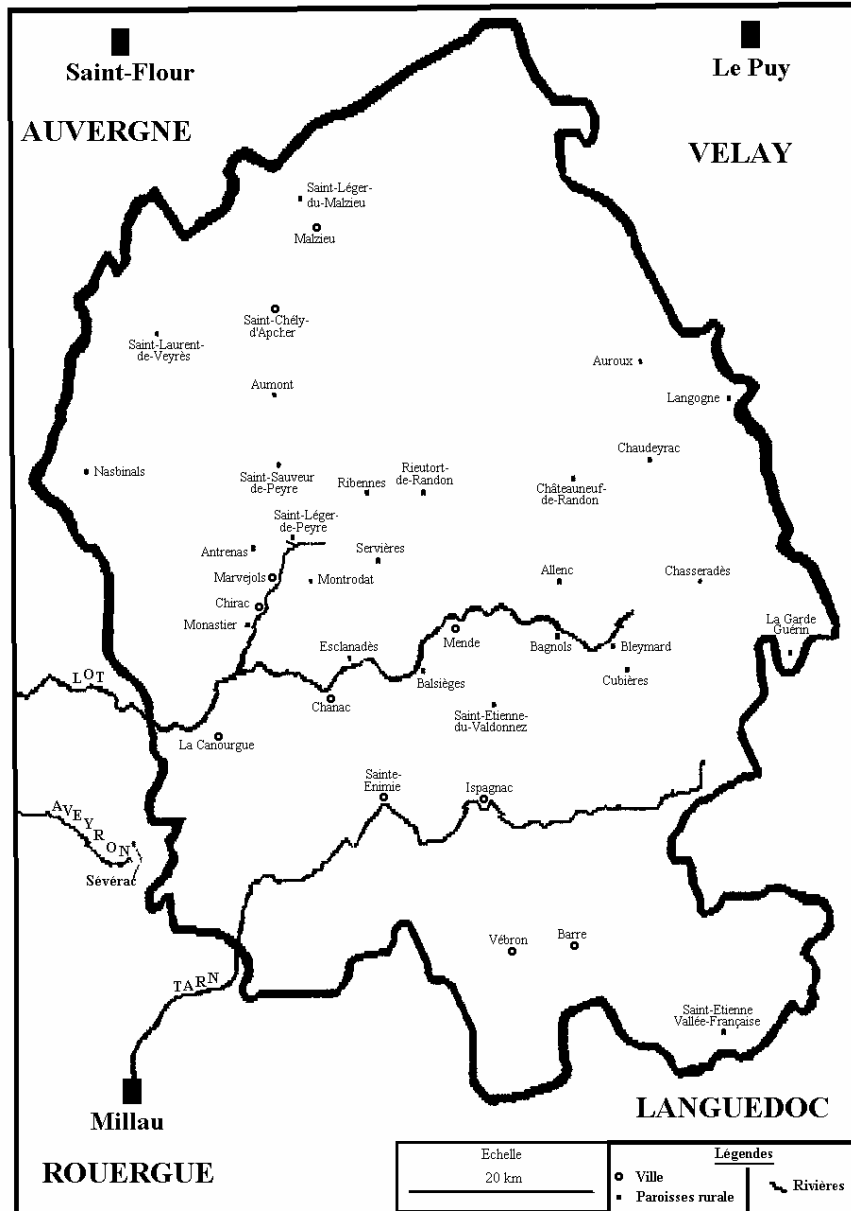 Saint-Flour
Le Puy
AUVERGNE
VELAY
Saint-Léger-
du-Malzieu
Malzieu
Saint-Chély-
d'Apcher
Saint-Laurent-
de-Veyrès
Auroux
Aumont
Langogne
Nasbinals
Saint-Sauveur
de-Peyre
Ribennes
Rieutort-
de-Randon
Chaudeyrac
Châteauneuf-
de-Randon
Saint-Léger-
de-Peyre
Antrenas
Servières
Marvejols
Montrodat
Allenc
Chasseradès
Chirac
Monastier
La Garde
Guérin
Mende
Bagnols
Bleymard
Esclanadès
Balsièges
Cubières
LOT
Chanac
Saint-Etienne-
du-Valdonnez
La Canourgue
Sainte-
Enimie
Ispagnac
AVEYRON
Sévérac
Vébron
Barre
TARN
Saint-Etienne
Vallée-Française
Millau
LANGUEDOC
ROUERGUE
Echelle
20 km
Légendes
Ville
Paroisses rurale
Rivières